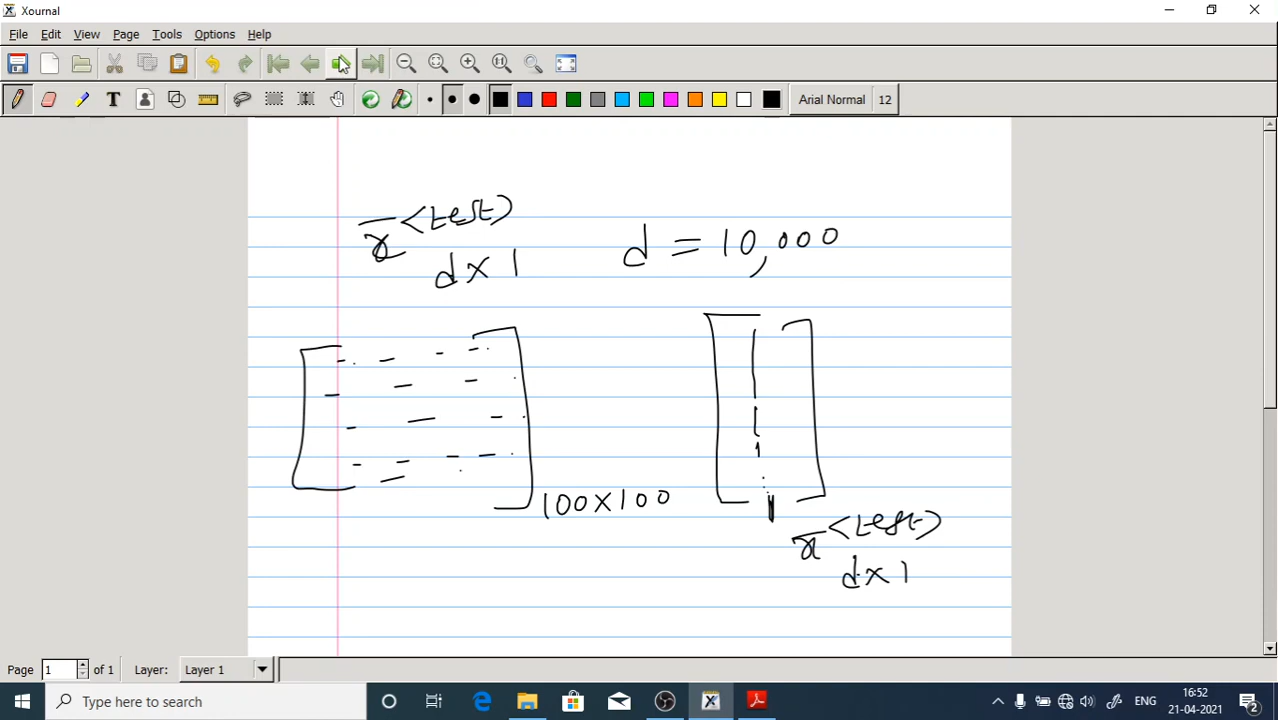 Xournal
File Edit View Page Tools Options Help
Arial Normal 12
x̄<test>
d x 1
d = 10,000
100X100
x̄<test>
d x 1
Page 1 of 1 Layer: Layer 1
Type here to search
ENG
16:52
21-04-2021
2